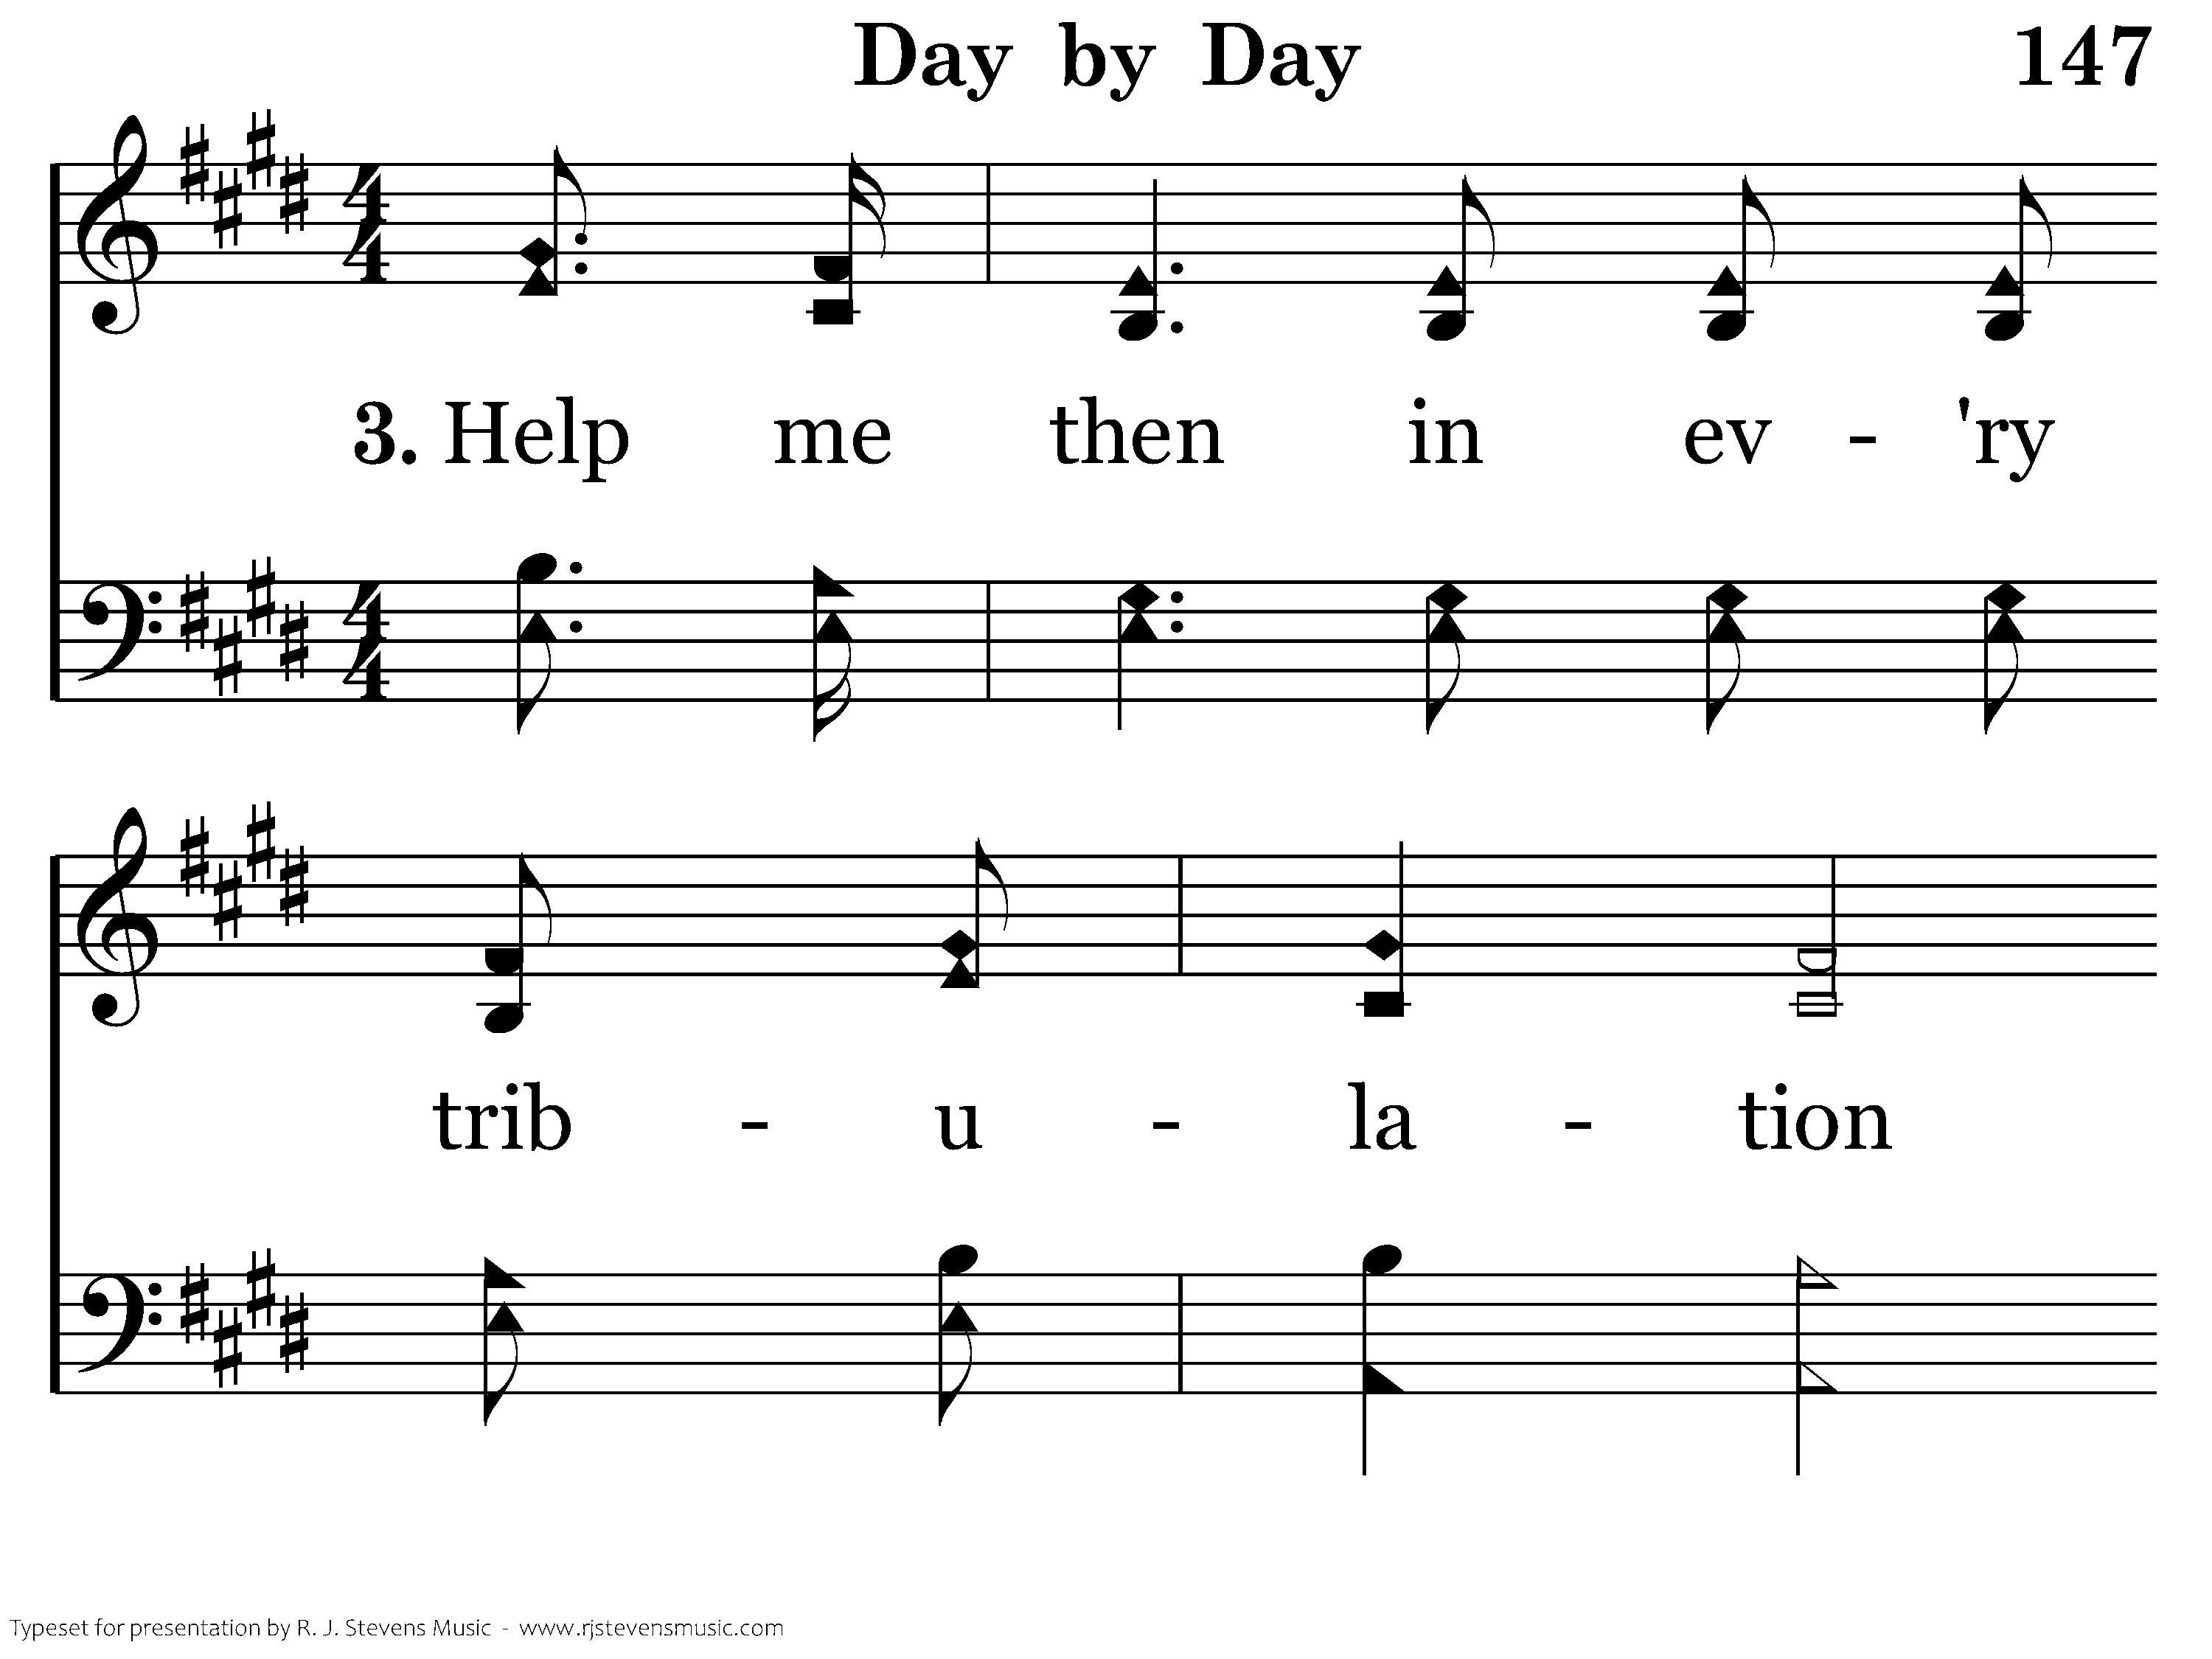 Day by Day 147
3. Help me then in ev - 'ry
trib - u - la - tion
Typeset for presentation by R. J. Stevens Music - www.rjstevensmusic.com